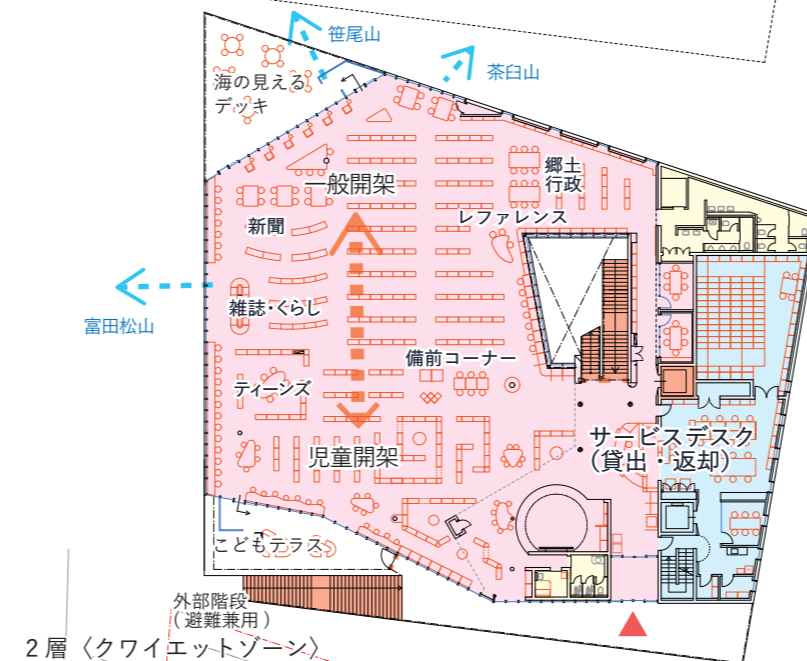 笹尾山
茶臼山
海の見える
デッキ
一般開架
郷土
行政
新聞
レファレンス
富田松山
雑誌・くらし
備前コーナー
ティーンズ
サービスデスク
（貸出・返却）
児童開架
こどもテラス
外部階段
(避難兼用)
2層〈クワイエットゾーン〉